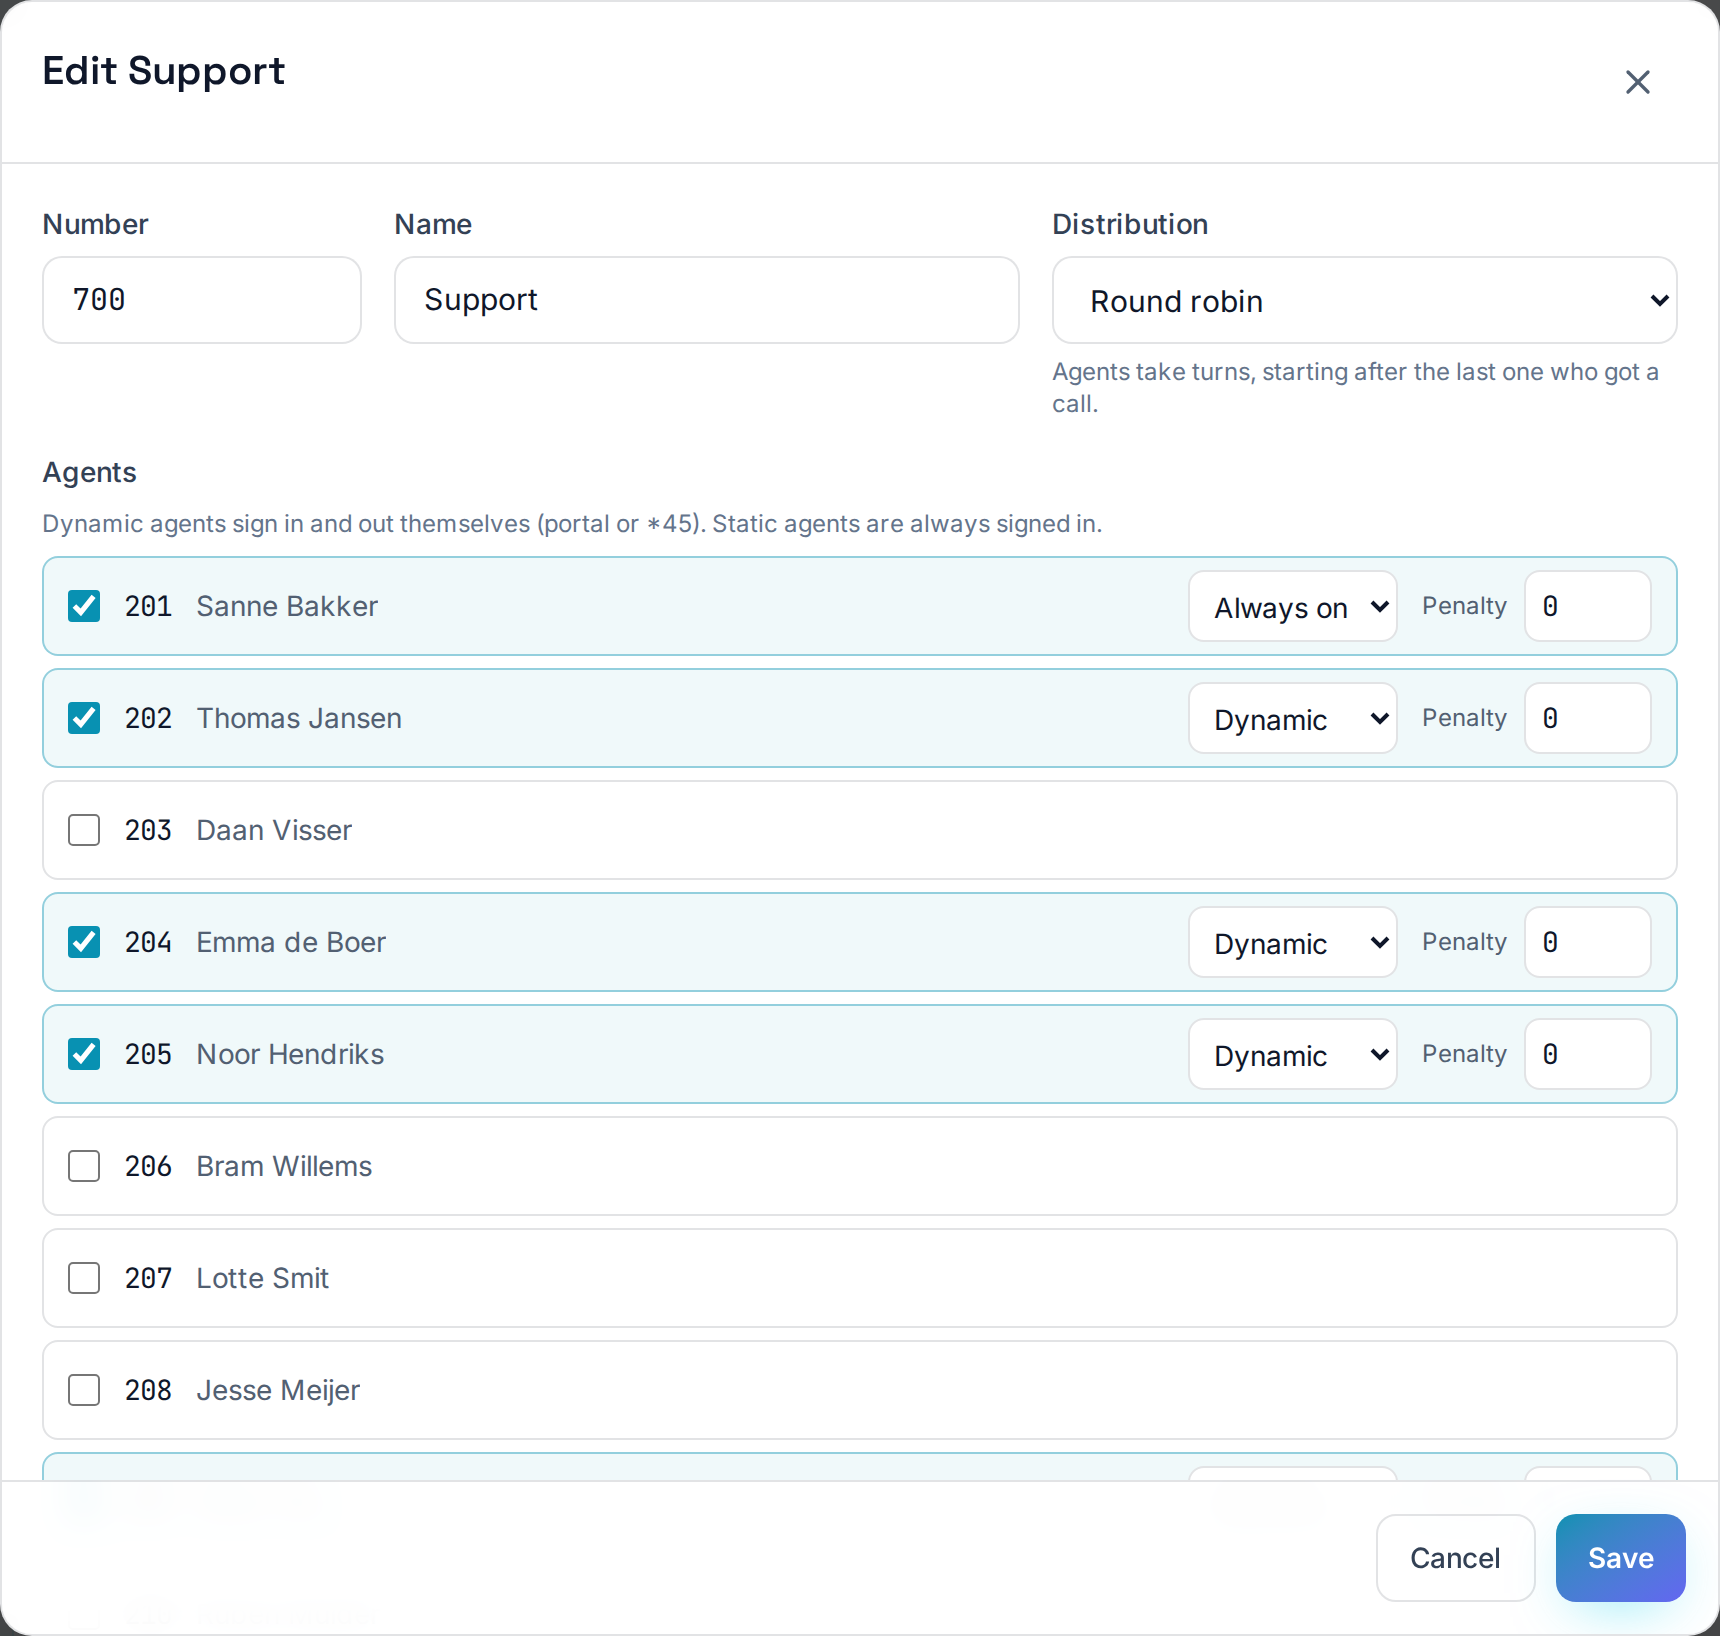 Edit Support
Number
Name
Distribution
700
Support
Round robin
Agents take turns, starting after the last one who got a
call.
Agents
Dynamic agents sign in and out themselves (portal or *45). Static agents are always signed in.
201 Sanne Bakker Always on Penalty 0
202 Thomas Jansen Dynamic Penalty 0
203 Daan Visser
204 Emma de Boer Dynamic Penalty 0
205 Noor Hendriks Dynamic Penalty 0
206 Bram Willems
207 Lotte Smit
208 Jesse Meijer
Cancel Save